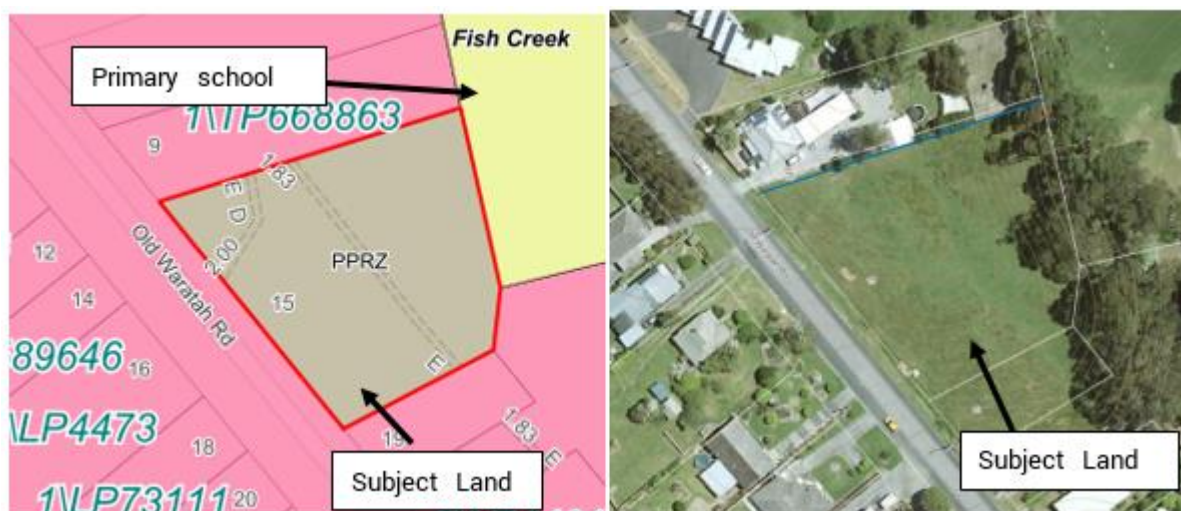 Fish Creek
Primary school
1\TP668863
9
1.83
E
D
2.00
PPRZ
12
Old Waratah Rd
14
15
89646
16
E
\LP4473
19
1.83 E
18
Subject Land
1\LP73111
20
Subject Land